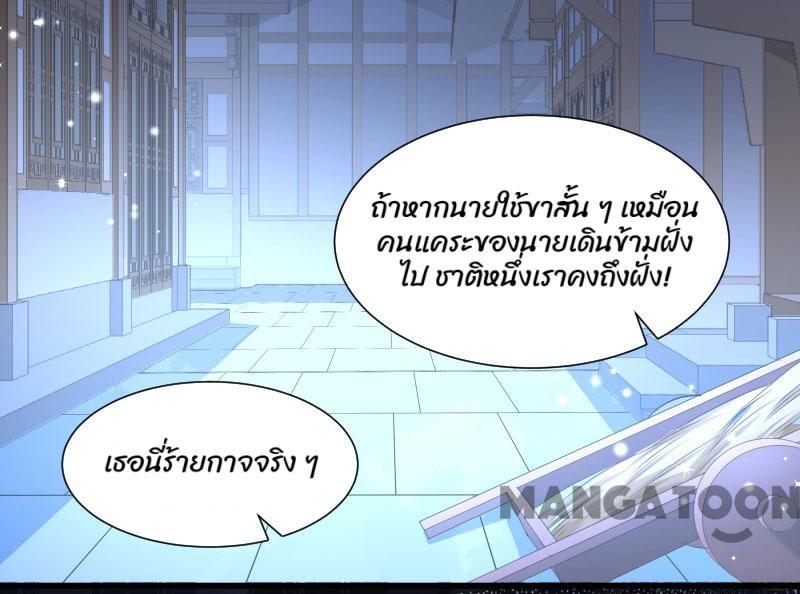 ถ้าหากนายใช้ขาสั้น ๆ เหมือน
คนแคระของนายเดินข้ามฝั่ง
ไป ชาติหนึ่งเราคงถึงฝั่ง!
เธอนี่ร้ายกาจจริง ๆ
MANGATOON